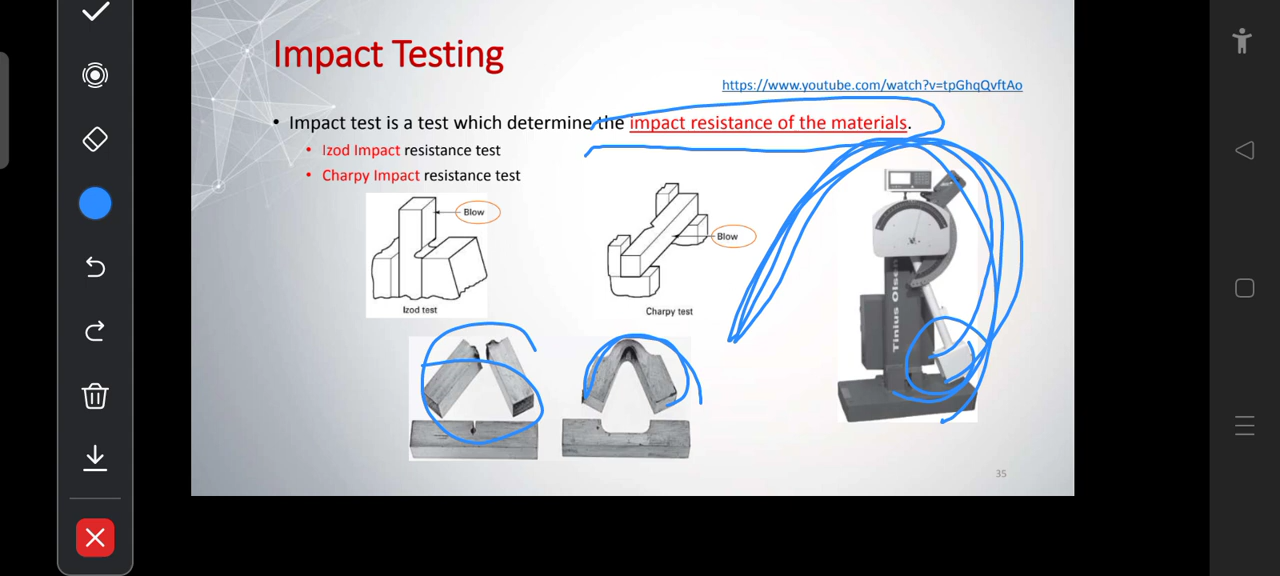 Impact Testing
https://www.youtube.com/watch?v=tpGhqQvftAo
• Impact test is a test which determine the impact resistance of the materials.
• Izod Impact resistance test
• Charpy Impact resistance test
Blow
Izod test
Blow
Charpy test
Tinius Olsen
35